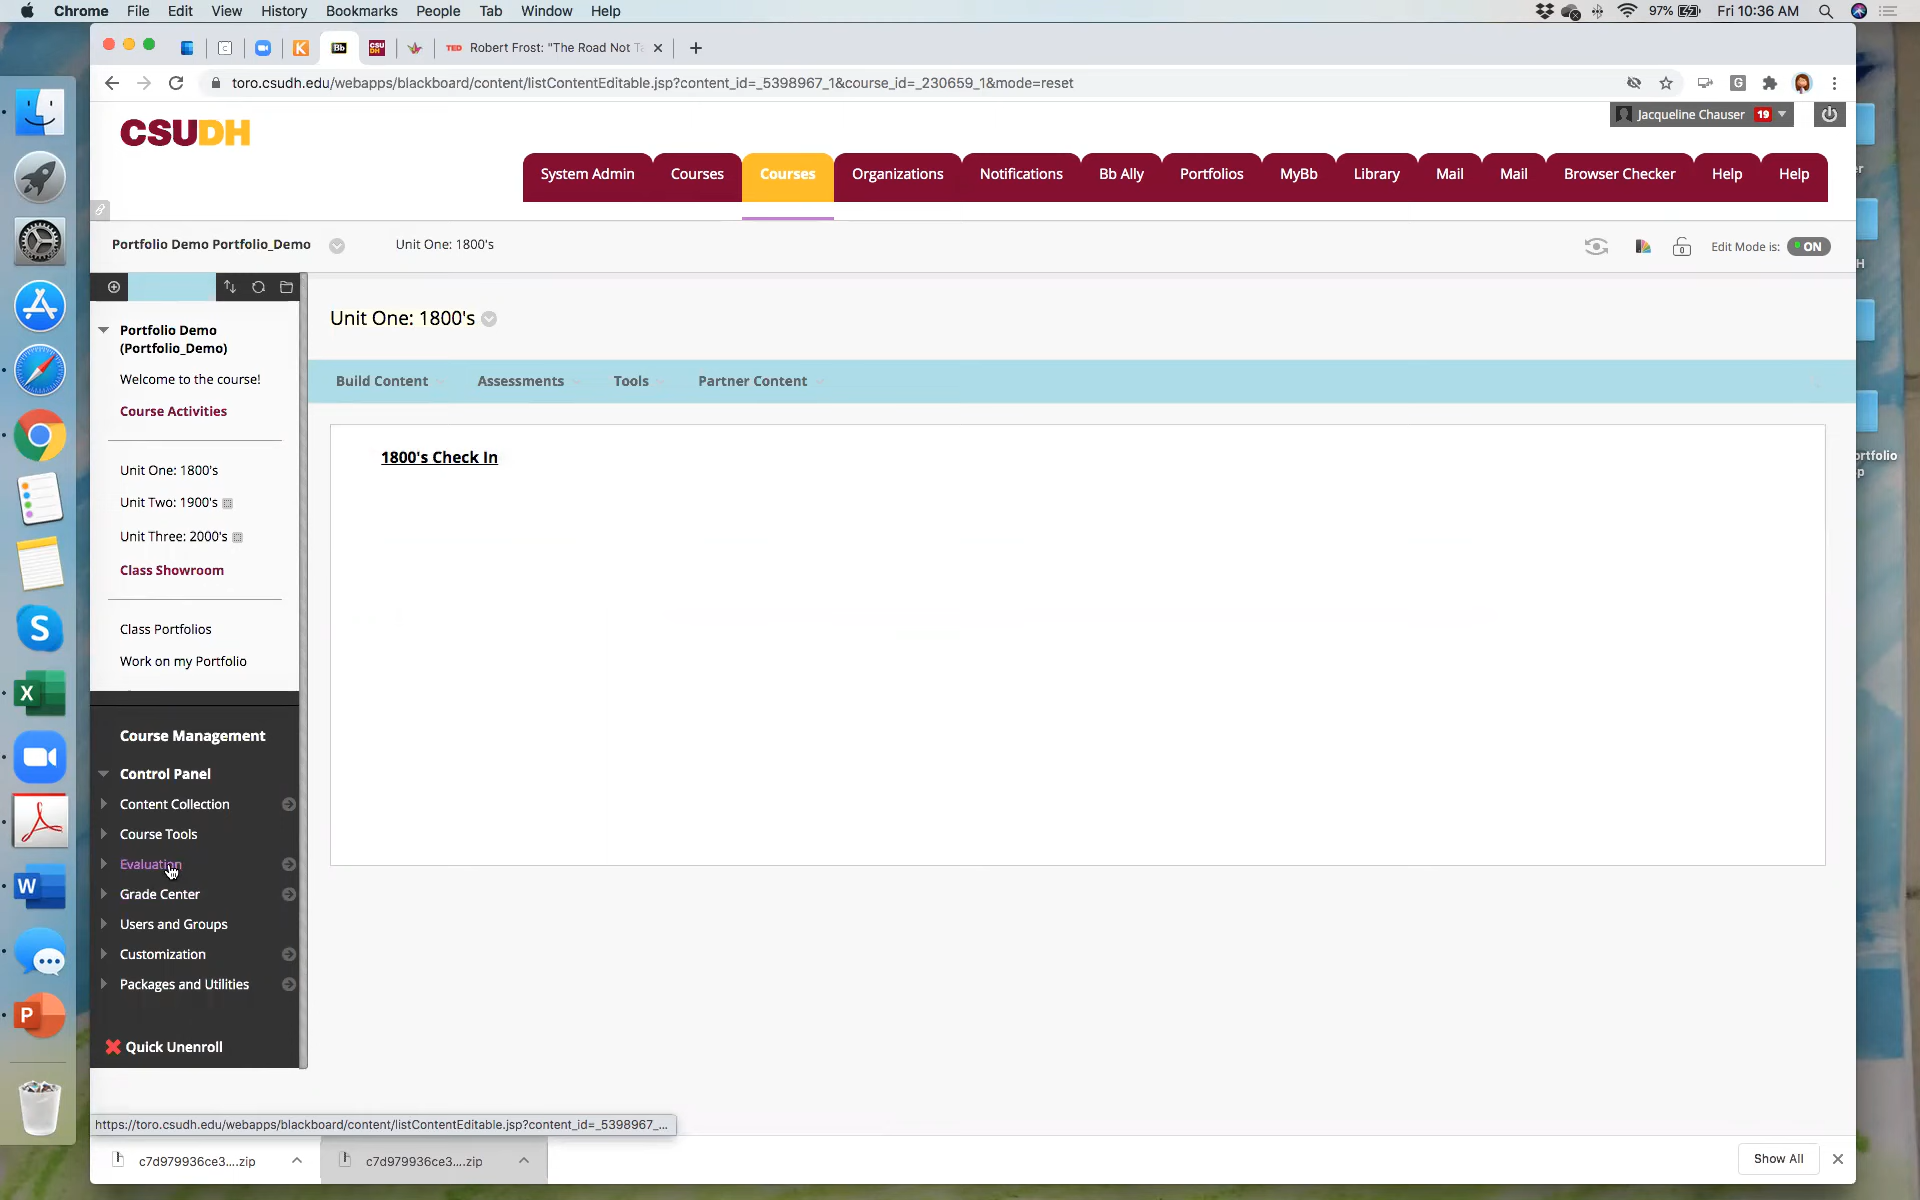 Chrome File Edit View History Bookmarks People Tab Window Help 97% Fri 10:36 AM
C K Bb CSU DH TED Robert Frost: "The Road Not T
toro.csudh.edu/webapps/blackboard/content/listContentEditable.jsp?content_id=_5398967_1&course_id=_230659_1&mode=reset
Jacqueline Chauser 19
CSUDH
System Admin Courses Courses Organizations Notifications Bb Ally Portfolios MyBb Library Mail Mail Browser Checker Help Help
Portfolio Demo Portfolio_Demo Unit One: 1800's Edit Mode is: ON
Portfolio Demo
(Portfolio_Demo)
Welcome to the course!
Course Activities
Unit One: 1800's
Unit Two: 1900's
Unit Three: 2000's
Class Showroom
Class Portfolios
Work on my Portfolio
Course Management
Control Panel
Content Collection
Course Tools
Evaluation
Grade Center
Users and Groups
Customization
Packages and Utilities
Quick Unenroll
Unit One: 1800's
Build Content Assessments Tools Partner Content
1800's Check In
ortfolio
p
https://toro.csudh.edu/webapps/blackboard/content/listContentEditable.jsp?content_id=_5398967_...
c7d979936ce3....zip c7d979936ce3....zip Show All